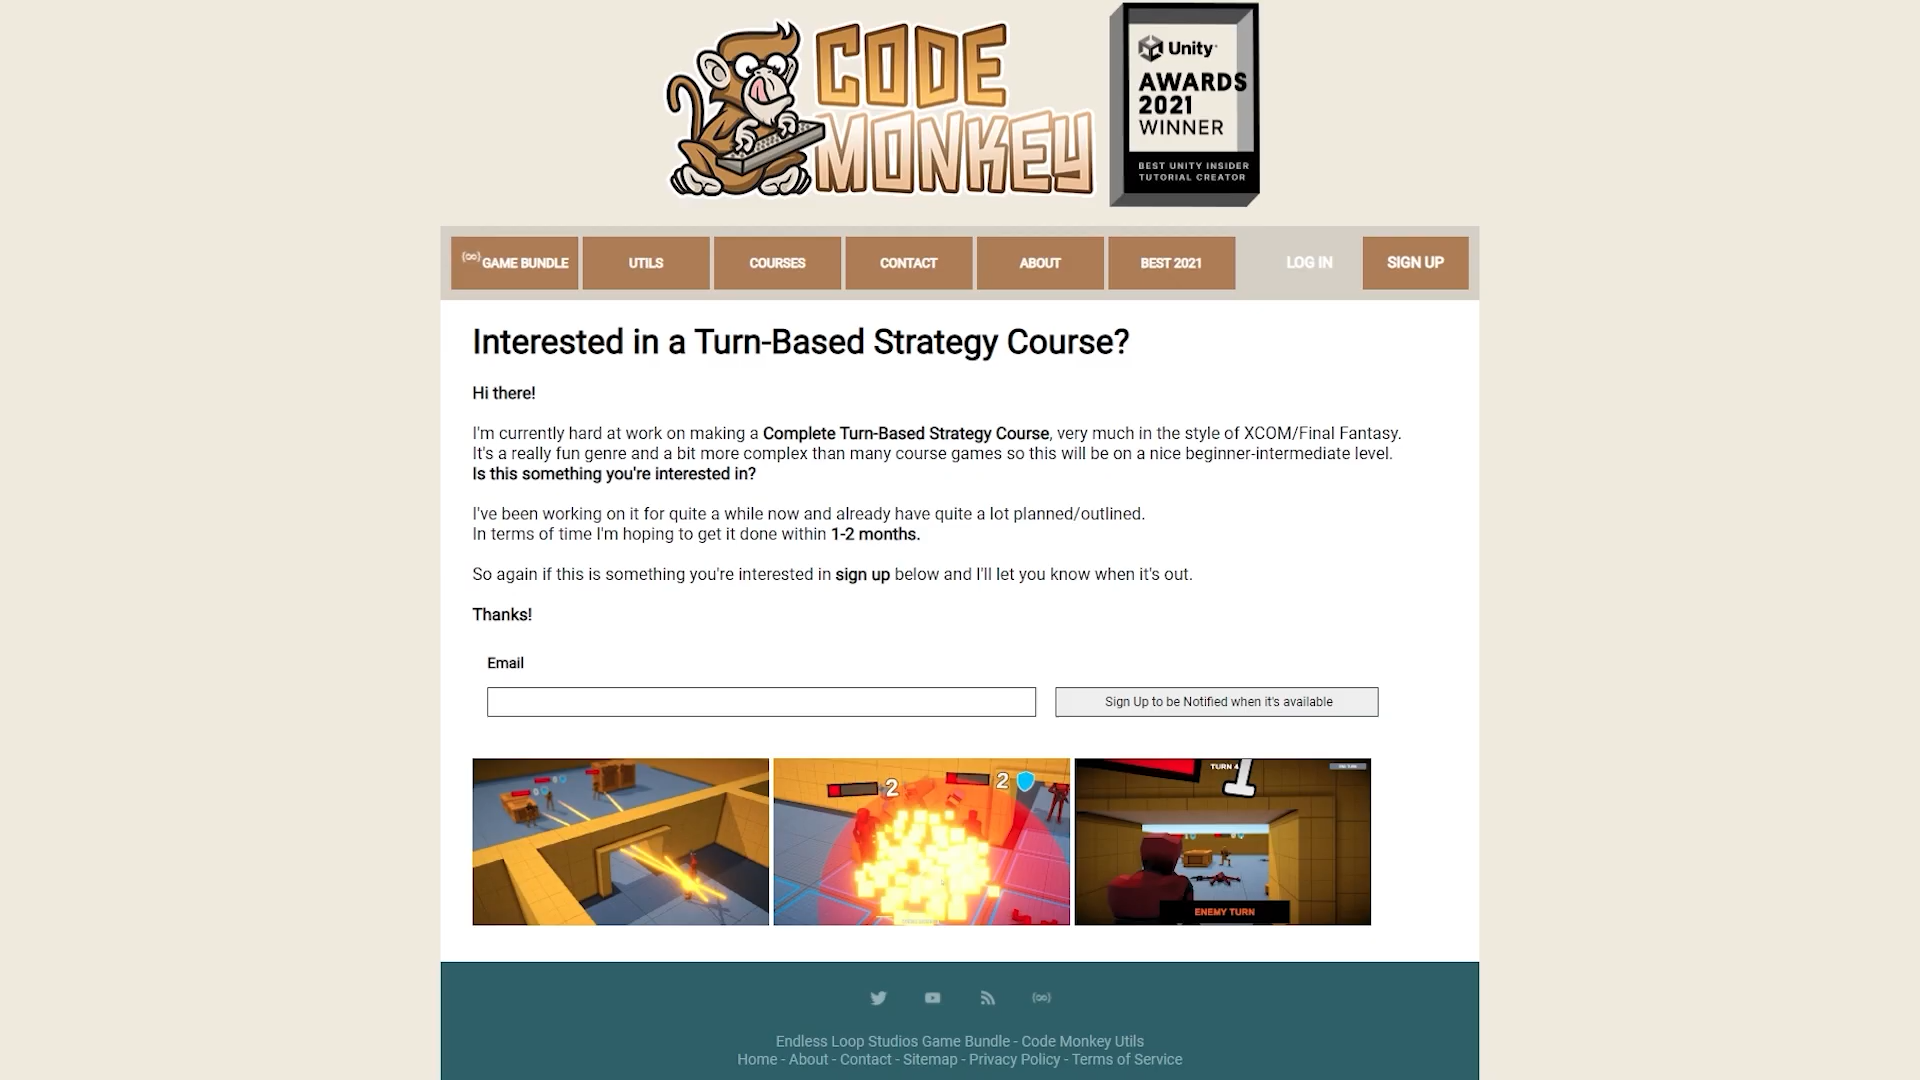 CODE
MONKEY
Unity
AWARDS
2021
WINNER
BEST UNITY INSIDER
TUTORIAL CREATOR
GAME BUNDLE
UTILS
COURSES
CONTACT
ABOUT
BEST 2021
LOG IN
SIGN UP
Interested in a Turn-Based Strategy Course?
Hi there!
I'm currently hard at work on making a Complete Turn-Based Strategy Course, very much in the style of XCOM/Final Fantasy.
It's a really fun genre and a bit more complex than many course games so this will be on a nice beginner-intermediate level.
Is this something you're interested in?
I've been working on it for quite a while now and already have quite a lot planned/outlined.
In terms of time I'm hoping to get it done within 1-2 months.
So again if this is something you're interested in sign up below and I'll let you know when it's out.
Thanks!
Email
Sign Up to be Notified when it's available
2
2
TURN 4
1
ENEMY TURN
Endless Loop Studios Game Bundle - Code Monkey Utils
Home - About - Contact - Sitemap - Privacy Policy - Terms of Service